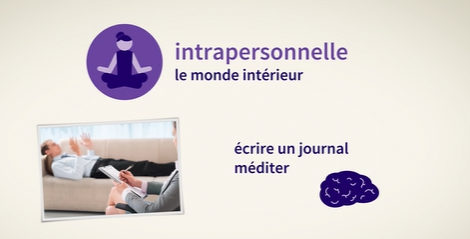 intrapersonnelle
le monde intérieur
écrire un journal
méditer